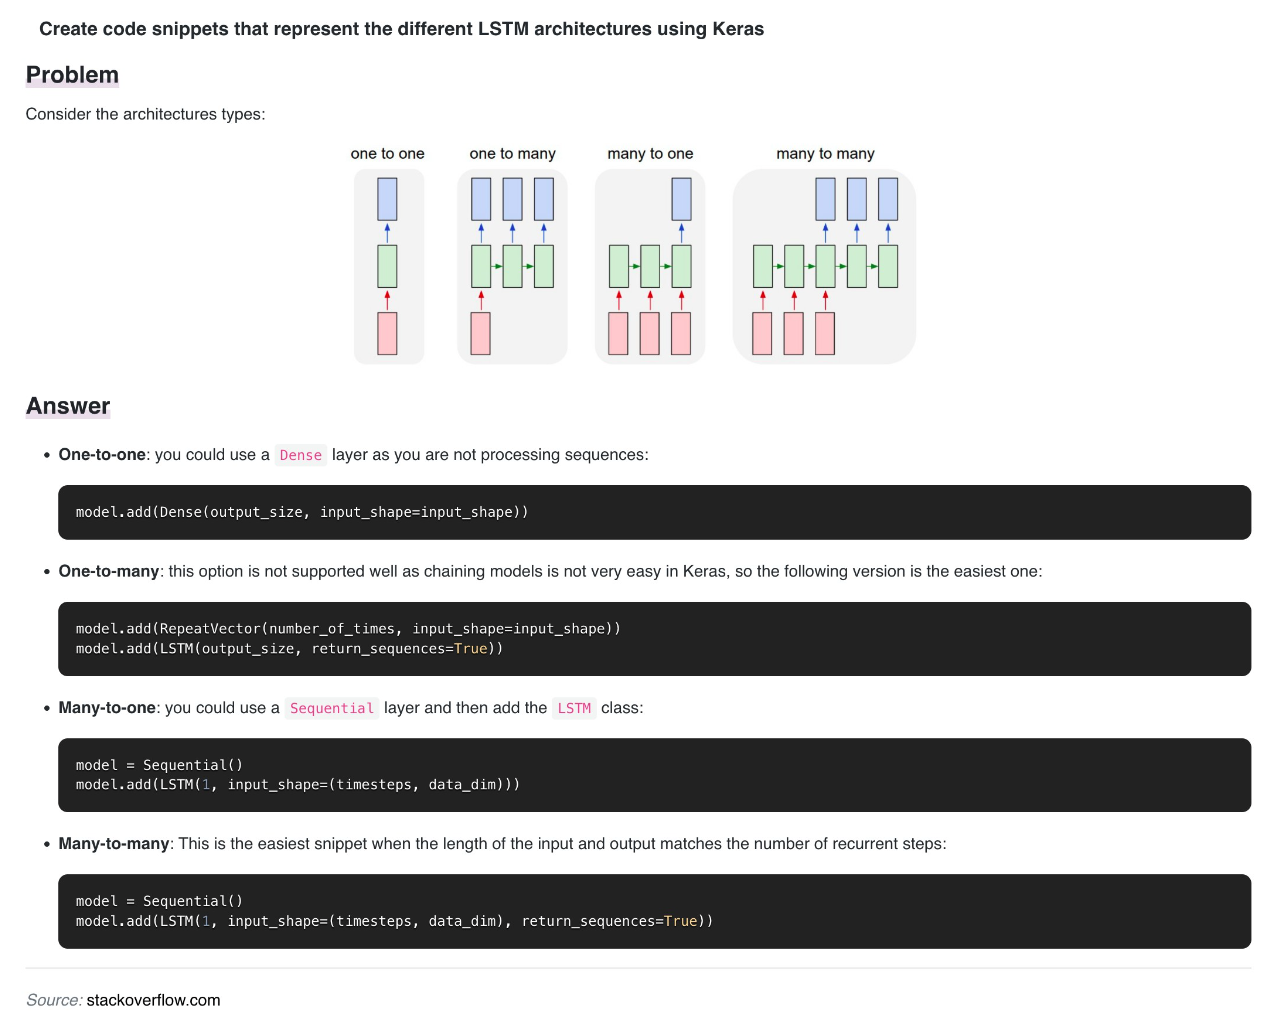 Create code snippets that represent the different LSTM architectures using Keras
Problem
Consider the architectures types:
one to one one to many many to one many to many
Answer
• One-to-one: you could use a Dense layer as you are not processing sequences:
model.add(Dense(output_size, input_shape=input_shape))
• One-to-many: this option is not supported well as chaining models is not very easy in Keras, so the following version is the easiest one:
model.add(RepeatVector(number_of_times, input_shape=input_shape))
model.add(LSTM(output_size, return_sequences=True))
• Many-to-one: you could use a Sequential layer and then add the LSTM class:
model = Sequential()
model.add(LSTM(1, input_shape=(timesteps, data_dim)))
• Many-to-many: This is the easiest snippet when the length of the input and output matches the number of recurrent steps:
model = Sequential()
model.add(LSTM(1, input_shape=(timesteps, data_dim), return_sequences=True))
Source: stackoverflow.com